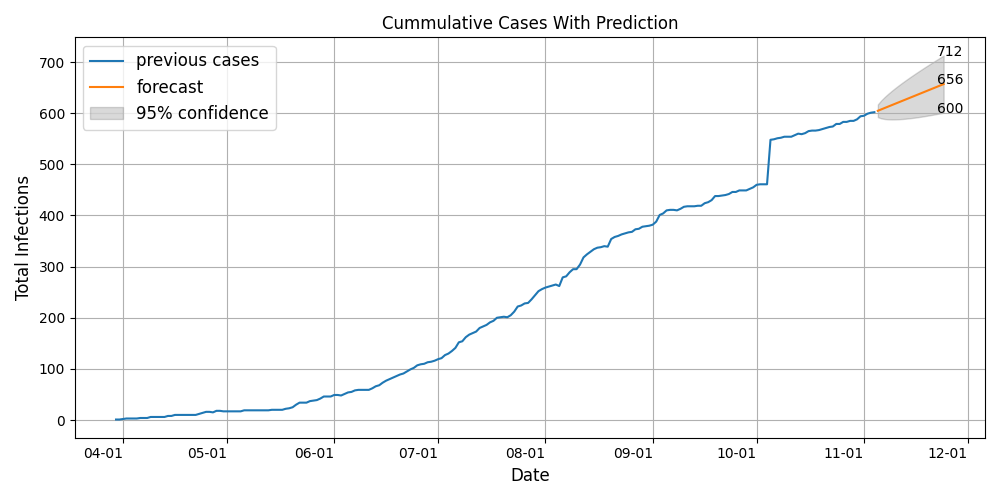 Cummulative Cases With Prediction
previous cases
forecast
95% confidence
712
656
600
700
600
500
400
300
200
100
0
Total Infections
04-01 05-01 06-01 07-01 08-01 09-01 10-01 11-01 12-01
Date